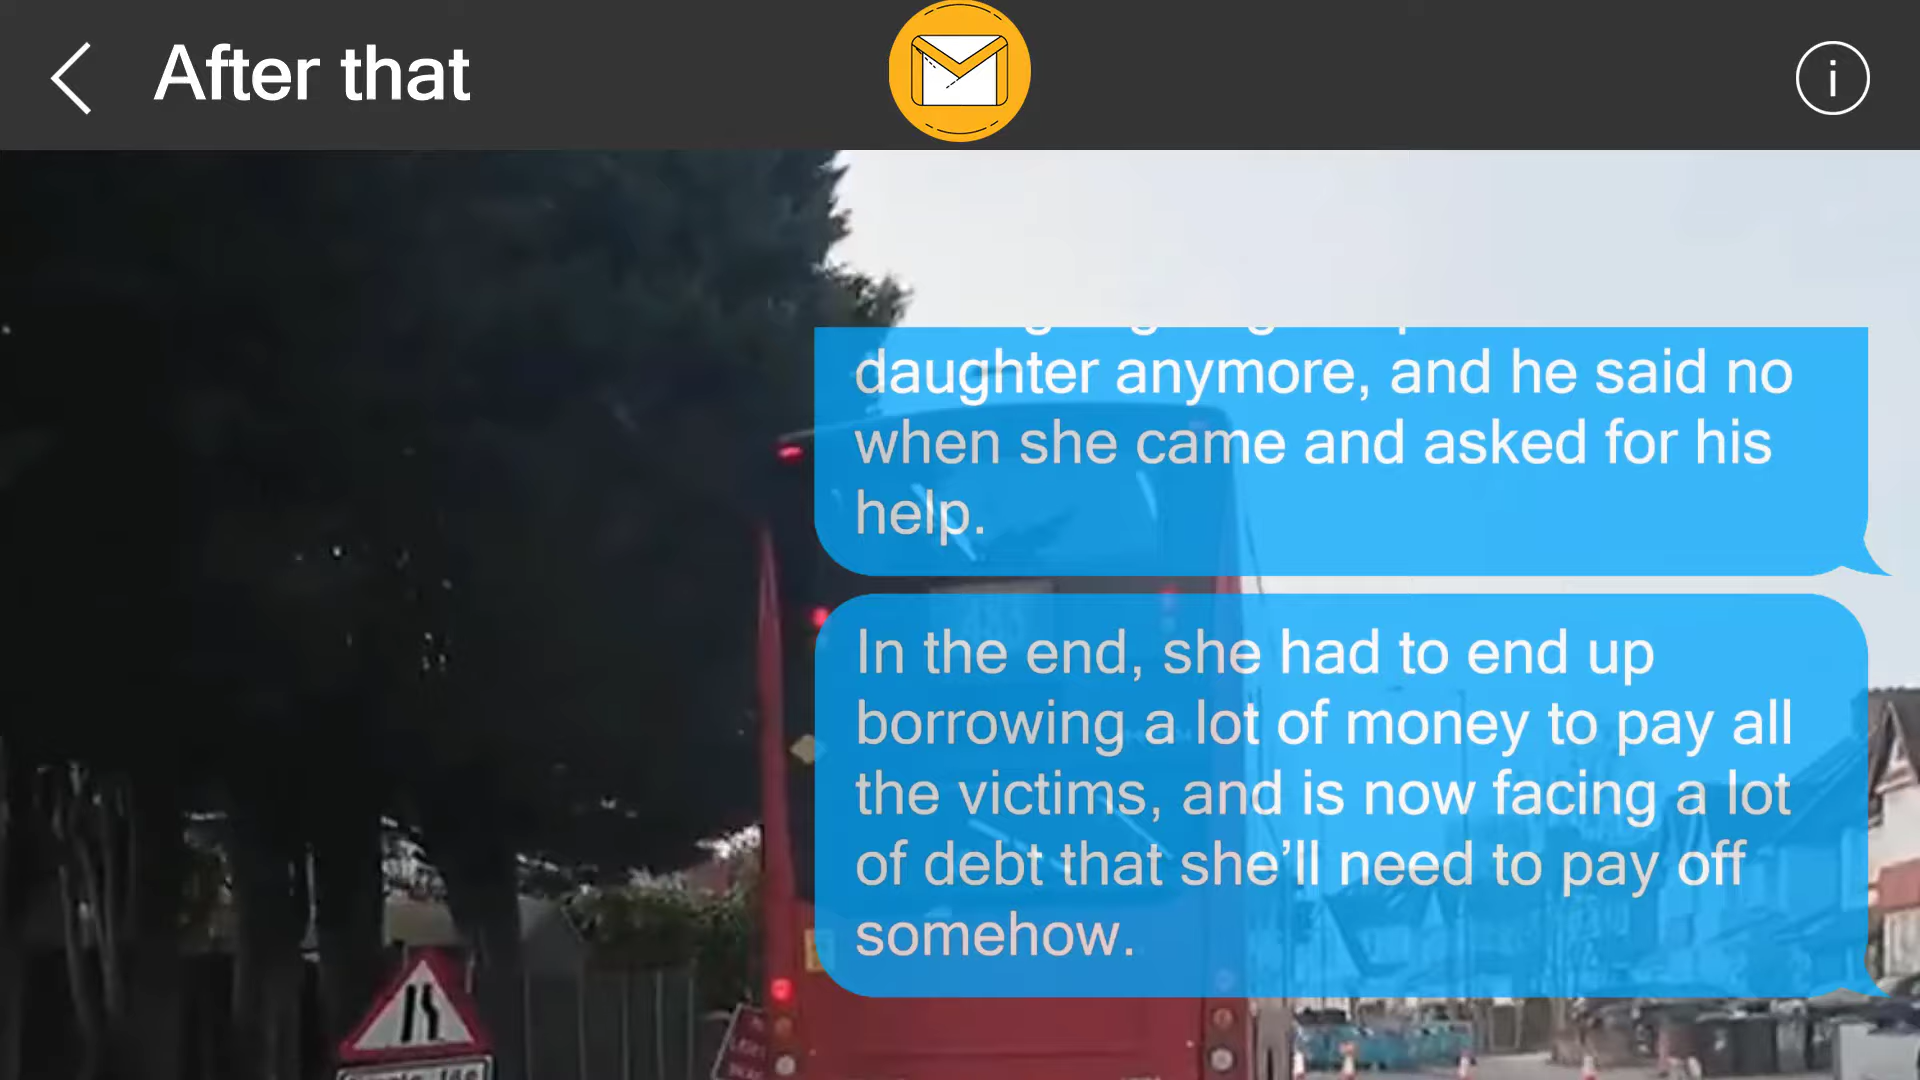 After that
daughter anymore, and he said no
when she came and asked for his
help.
In the end, she had to end up
borrowing a lot of money to pay all
the victims, and is now facing a lot
of debt that she’ll need to pay off
somehow.